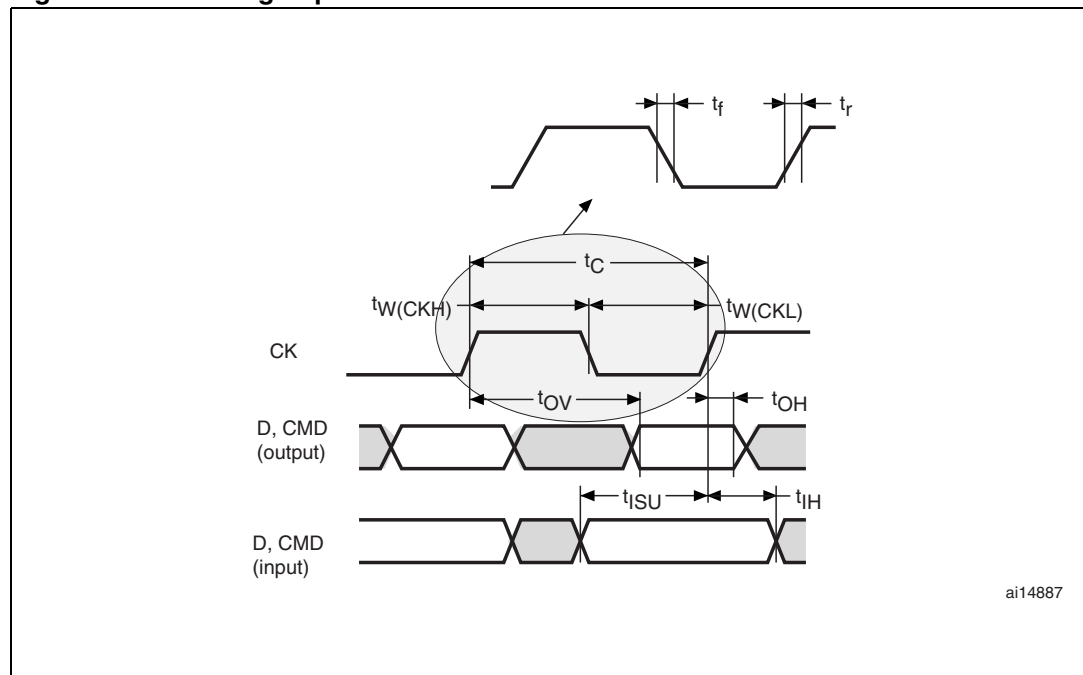 tf
tr
tC
tW(CKH)
tW(CKL)
CK
tOV
tOH
D, CMD
(output)
tISU
tIH
D, CMD
(input)
ai14887